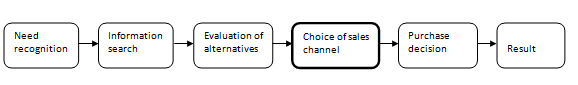 Need
recognition
Information
search
Evaluation of
alternatives
Choice of sales
channel
Purchase
decision
Result